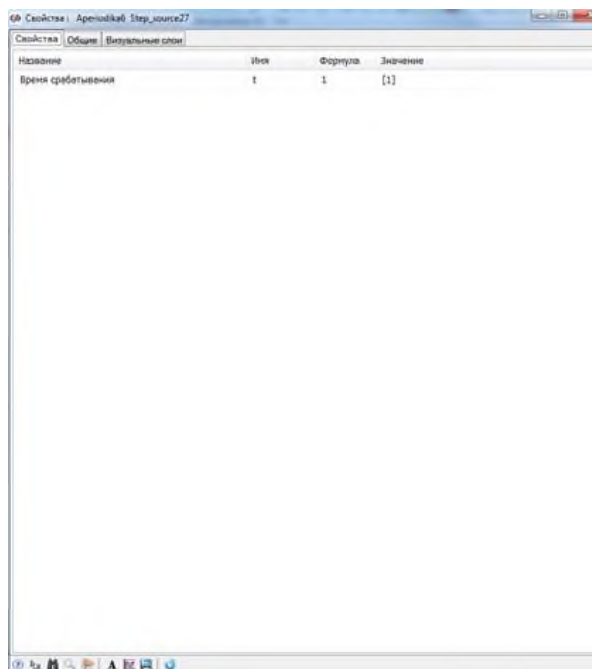 Свойства: Aperiodika6 Step_source27
Свойства Общие Визуальные слои
Название Имя Формула Значение
Время срабатывания t 1 [1]